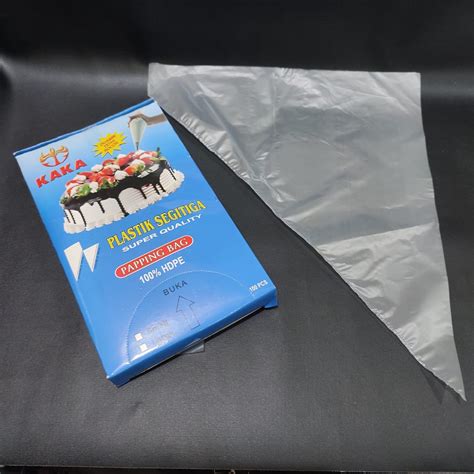 KAKA
PLASTIK SEGITIGA
SUPER QUALITY
PAPPING BAG
100% HDPE
BUKA
100 PCS